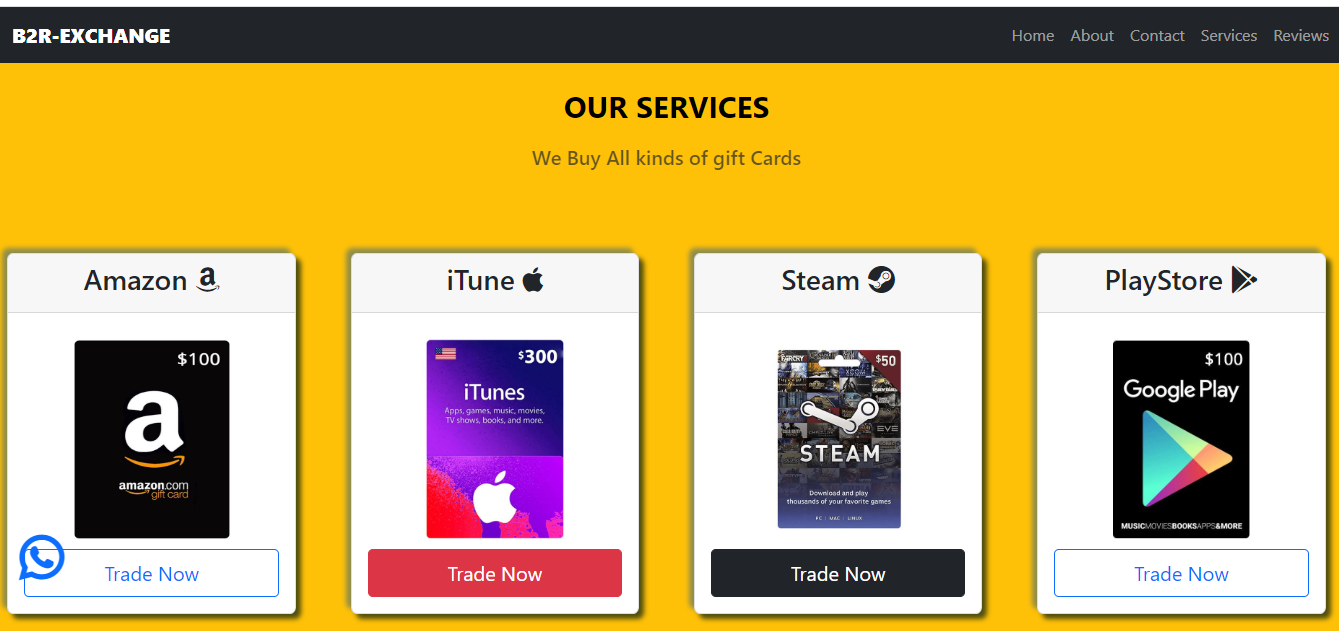 B2R-EXCHANGE
Home About Contact Services Reviews
OUR SERVICES
We Buy All kinds of gift Cards
Amazon
$100
a
amazon.com
gift card
Trade Now
iTune
$300
iTunes
Apps, games, music, movies,
TV shows, books, and more.
Trade Now
Steam
FARCRY
$50
EVE
STEAM
Download and play
thousands of your favorite games
PC | MAC | LINUX
Trade Now
PlayStore
$100
Google Play
MUSICMOVIESBOOKSAPPS&MORE
Trade Now